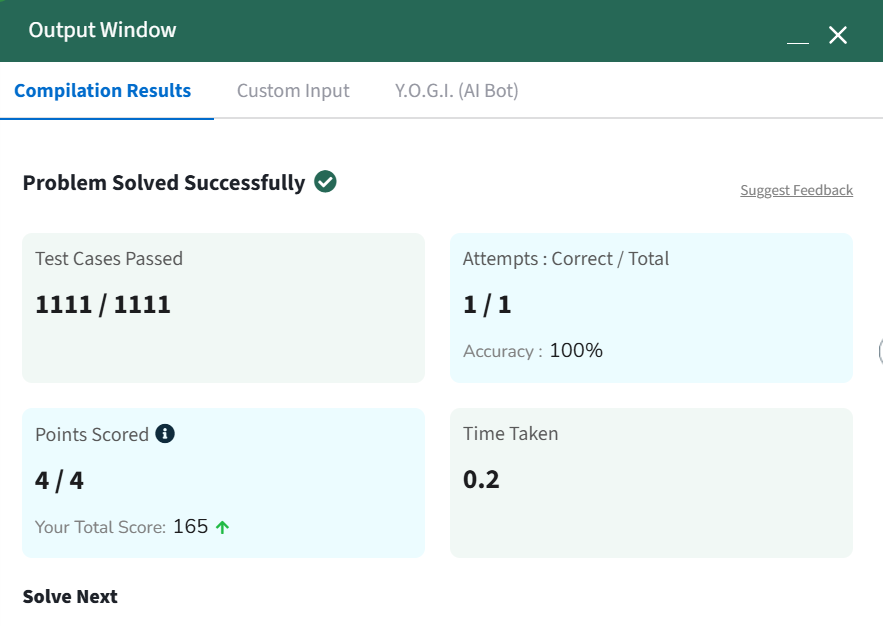 Output Window
Compilation Results
Custom Input
Y.O.G.I. (AI Bot)
Problem Solved Successfully
Suggest Feedback
Test Cases Passed
1111 / 1111
Attempts : Correct / Total
1 / 1
Accuracy : 100%
Points Scored
4 / 4
Your Total Score: 165
Time Taken
0.2
Solve Next